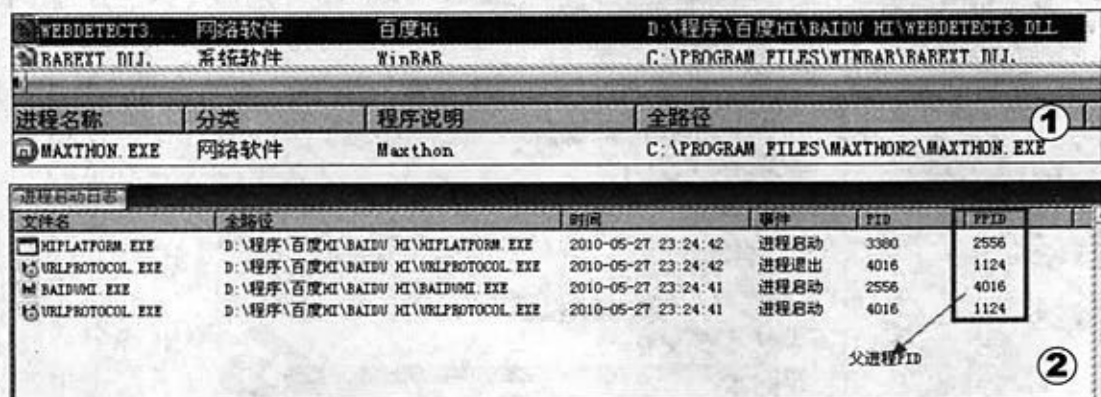 WEBDETECT3... 网络软件 百度Hi D:\程序\百度HI\BAIDU HI\WEBDETECT3.DLL
RAREXT.DLL 系统软件 WinRAR C:\PROGRAM FILES\WINRAR\RAREXT.DLL
进程名称 分类 程序说明 全路径 ①
MAXTHON.EXE 网络软件 Maxthon C:\PROGRAM FILES\MAXTHON2\MAXTHON.EXE
进程启动日志
文件名 全路径 时间 事件 PID PPID
HIPLATFORM.EXE D:\程序\百度HI\BAIDU HI\HIPLATFORM.EXE 2010-05-27 23:24:42 进程启动 3380 2556
URLPROTOCOL.EXE D:\程序\百度HI\BAIDU HI\URLPROTOCOL.EXE 2010-05-27 23:24:42 进程退出 4016 1124
BAIDUHI.EXE D:\程序\百度HI\BAIDU HI\BAIDUHI.EXE 2010-05-27 23:24:41 进程启动 2556 4016
URLPROTOCOL.EXE D:\程序\百度HI\BAIDU HI\URLPROTOCOL.EXE 2010-05-27 23:24:41 进程启动 4016 1124
父进程PID
②